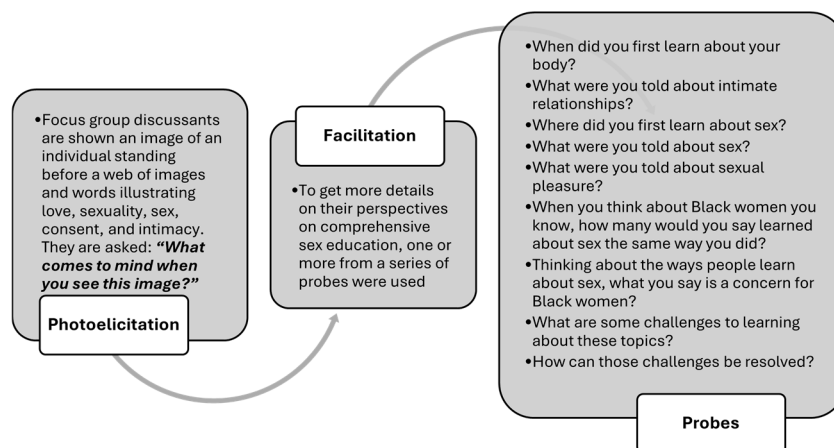 •Focus group discussants
are shown an image of an
individual standing
before a web of images
and words illustrating
love, sexuality, sex,
consent, and intimacy.
They are asked: “What
comes to mind when
you see this image?”
Photoelicitation
Facilitation
•To get more details
on their perspectives
on comprehensive
sex education, one or
more from a series of
probes were used
•When did you first learn about your
body?
•What were you told about intimate
relationships?
•Where did you first learn about sex?
•What were you told about sex?
•What were you told about sexual
pleasure?
•When you think about Black women you
know, how many would you say learned
about sex the same way you did?
•Thinking about the ways people learn
about sex, what you say is a concern for
Black women?
•What are some challenges to learning
about these topics?
•How can those challenges be resolved?
Probes